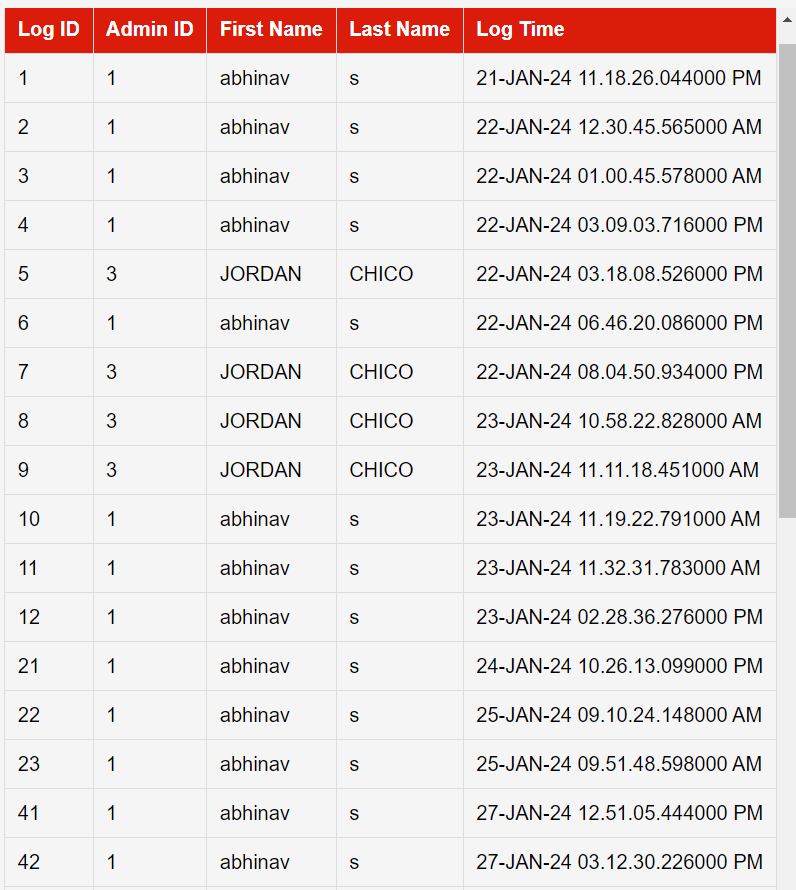 Log ID Admin ID First Name Last Name Log Time
1 1 abhinav s 21-JAN-24 11.18.26.044000 PM
2 1 abhinav s 22-JAN-24 12.30.45.565000 AM
3 1 abhinav s 22-JAN-24 01.00.45.578000 AM
4 1 abhinav s 22-JAN-24 03.09.03.716000 PM
5 3 JORDAN CHICO 22-JAN-24 03.18.08.526000 PM
6 1 abhinav s 22-JAN-24 06.46.20.086000 PM
7 3 JORDAN CHICO 22-JAN-24 08.04.50.934000 PM
8 3 JORDAN CHICO 23-JAN-24 10.58.22.828000 AM
9 3 JORDAN CHICO 23-JAN-24 11.11.18.451000 AM
10 1 abhinav s 23-JAN-24 11.19.22.791000 AM
11 1 abhinav s 23-JAN-24 11.32.31.783000 AM
12 1 abhinav s 23-JAN-24 02.28.36.276000 PM
21 1 abhinav s 24-JAN-24 10.26.13.099000 PM
22 1 abhinav s 25-JAN-24 09.10.24.148000 AM
23 1 abhinav s 25-JAN-24 09.51.48.598000 AM
41 1 abhinav s 27-JAN-24 12.51.05.444000 PM
42 1 abhinav s 27-JAN-24 03.12.30.226000 PM